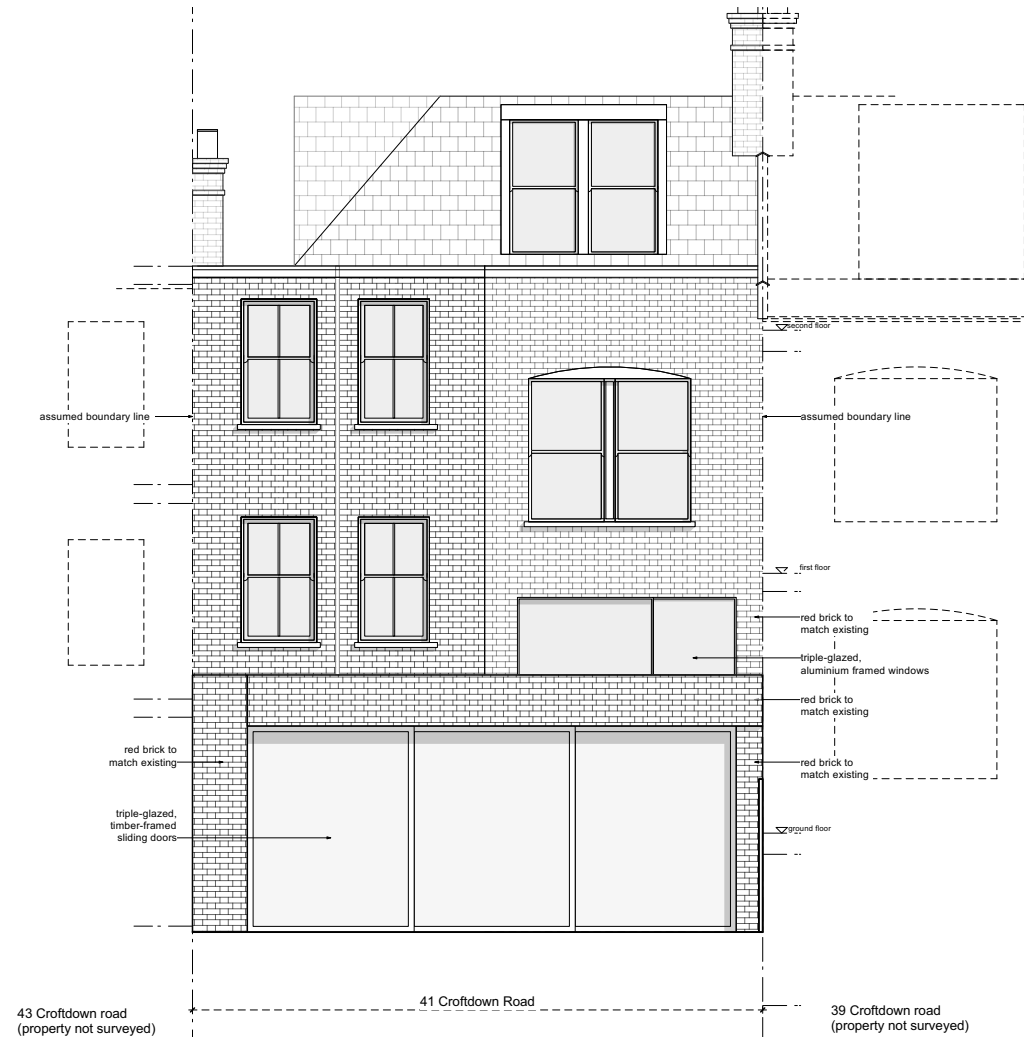 second floor
assumed boundary line
assumed boundary line
first floor
red brick to
match existing
triple-glazed,
aluminium framed windows
red brick to
match existing
red brick to
match existing
red brick to
match existing
triple-glazed,
timber-framed
sliding doors
ground floor
41 Croftdown Road
43 Croftdown road
(property not surveyed)
39 Croftdown road
(property not surveyed)